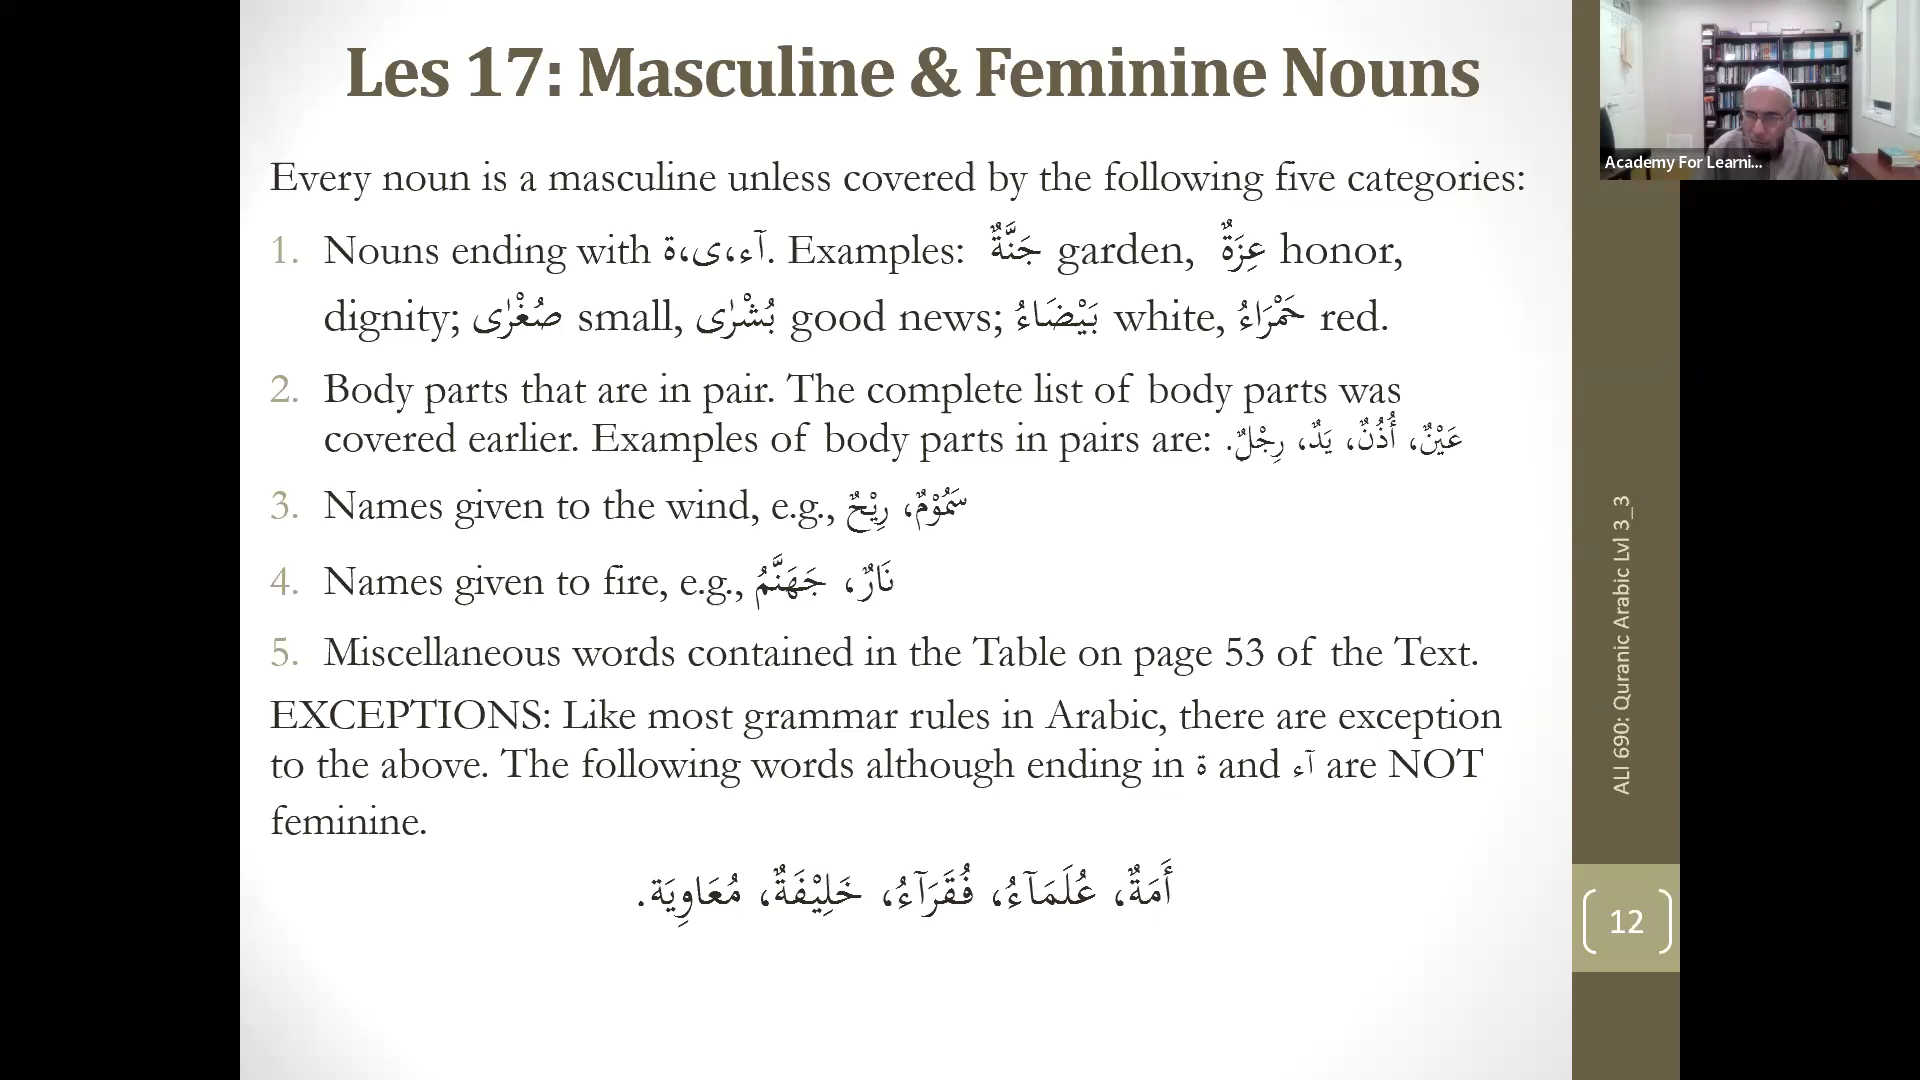 Les 17: Masculine & Feminine Nouns
Every noun is a masculine unless covered by the following five categories:
1. Nouns ending with آء،ى،ة. Examples: جَنَّةٌ garden, عِزَةٌ honor,
dignity; صُغْرٰى small, بُشْرٰى good news; بَيْضَاءُ white, حَمْرَاءُ red.
2. Body parts that are in pair. The complete list of body parts was
covered earlier. Examples of body parts in pairs are: عَيْنٌ، أُذُنٌ، يَدٌ، رِجْلٌ.
3. Names given to the wind, e.g., سَمُوْمٌ، رِيْحٌ
4. Names given to fire, e.g., نَارٌ، جَهَنَّمُ
5. Miscellaneous words contained in the Table on page 53 of the Text.
EXCEPTIONS: Like most grammar rules in Arabic, there are exception
to the above. The following words although ending in ة and آء are NOT
feminine.
أَمَةٌ، عُلَمَآءُ، فُقَرَآءُ، خَلِيْفَةٌ، مُعَاوِيَة.
Academy For Learni...
ALI 690: Quranic Arabic Lvl 3_3
12